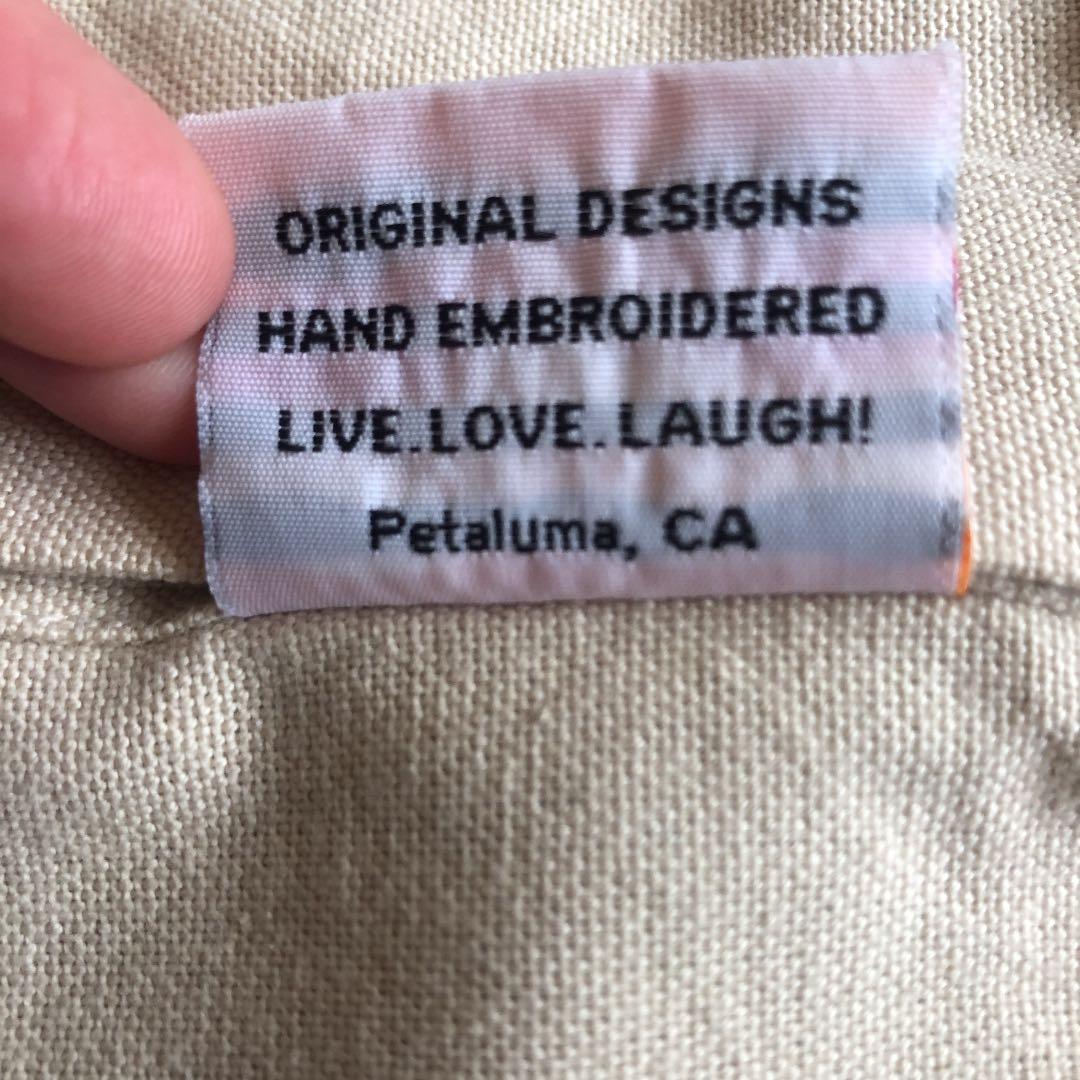 ORIGINAL DESIGNS
HAND EMBROIDERED
LIVE.LOVE.LAUGH!
Petaluma, CA